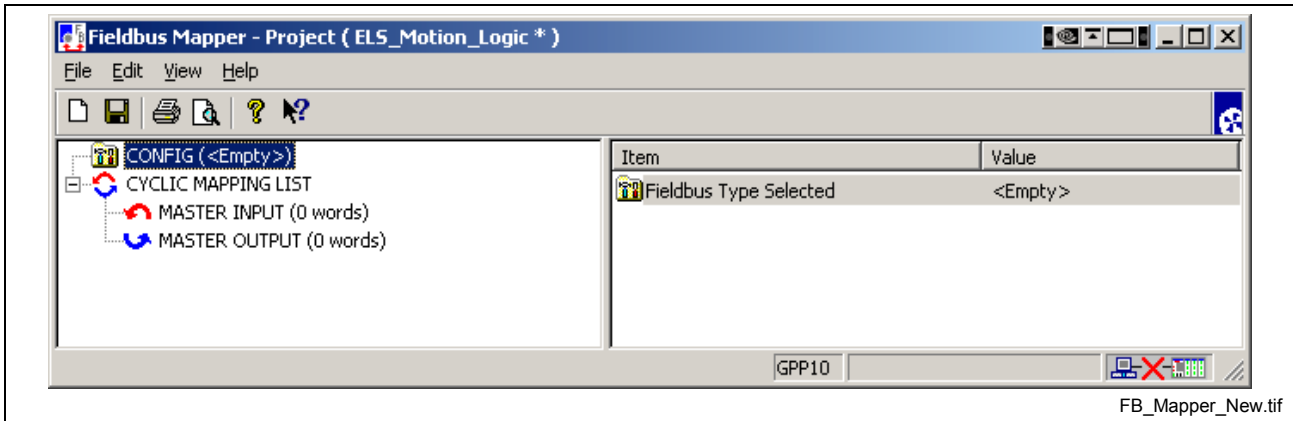 Fieldbus Mapper - Project ( ELS_Motion_Logic * )
File Edit View Help
CONFIG (<Empty>)
CYCLIC MAPPING LIST
MASTER INPUT (0 words)
MASTER OUTPUT (0 words)
Item Value
Fieldbus Type Selected <Empty>
GPP10
FB_Mapper_New.tif